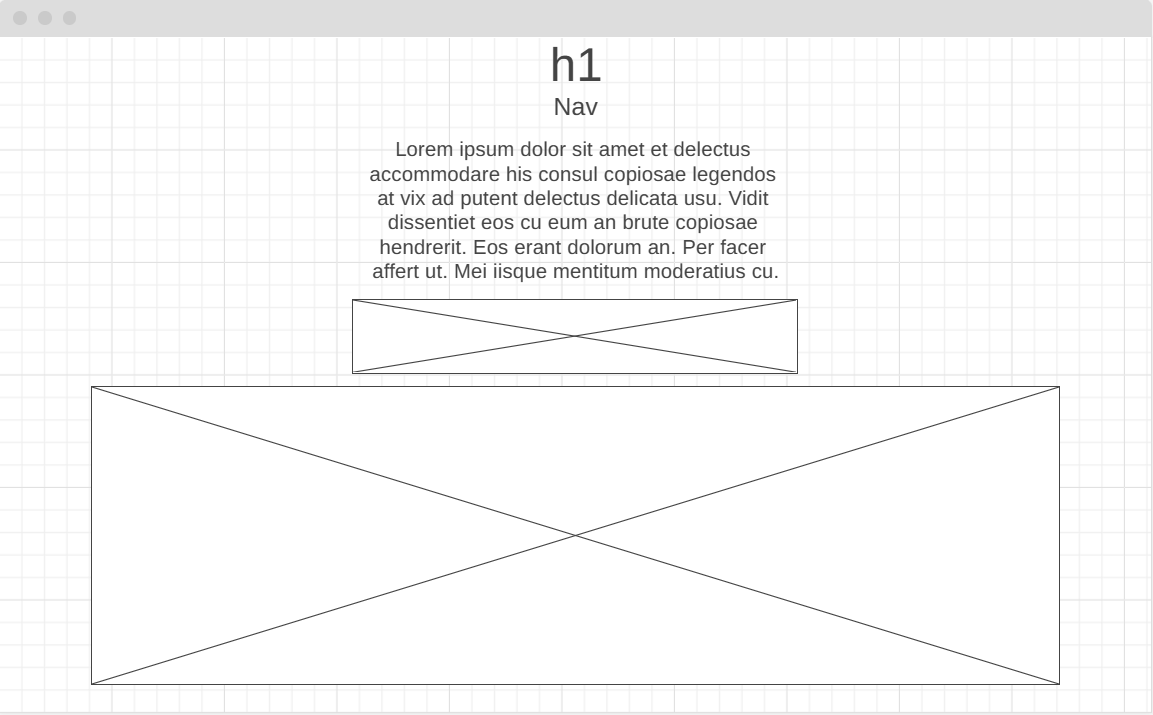 h1
Nav
Lorem ipsum dolor sit amet et delectus
accommodare his consul copiosae legendos
at vix ad putent delectus delicata usu. Vidit
dissentiet eos cu eum an brute copiosae
hendrerit. Eos erant dolorum an. Per facer
affert ut. Mei iisque mentitum moderatius cu.